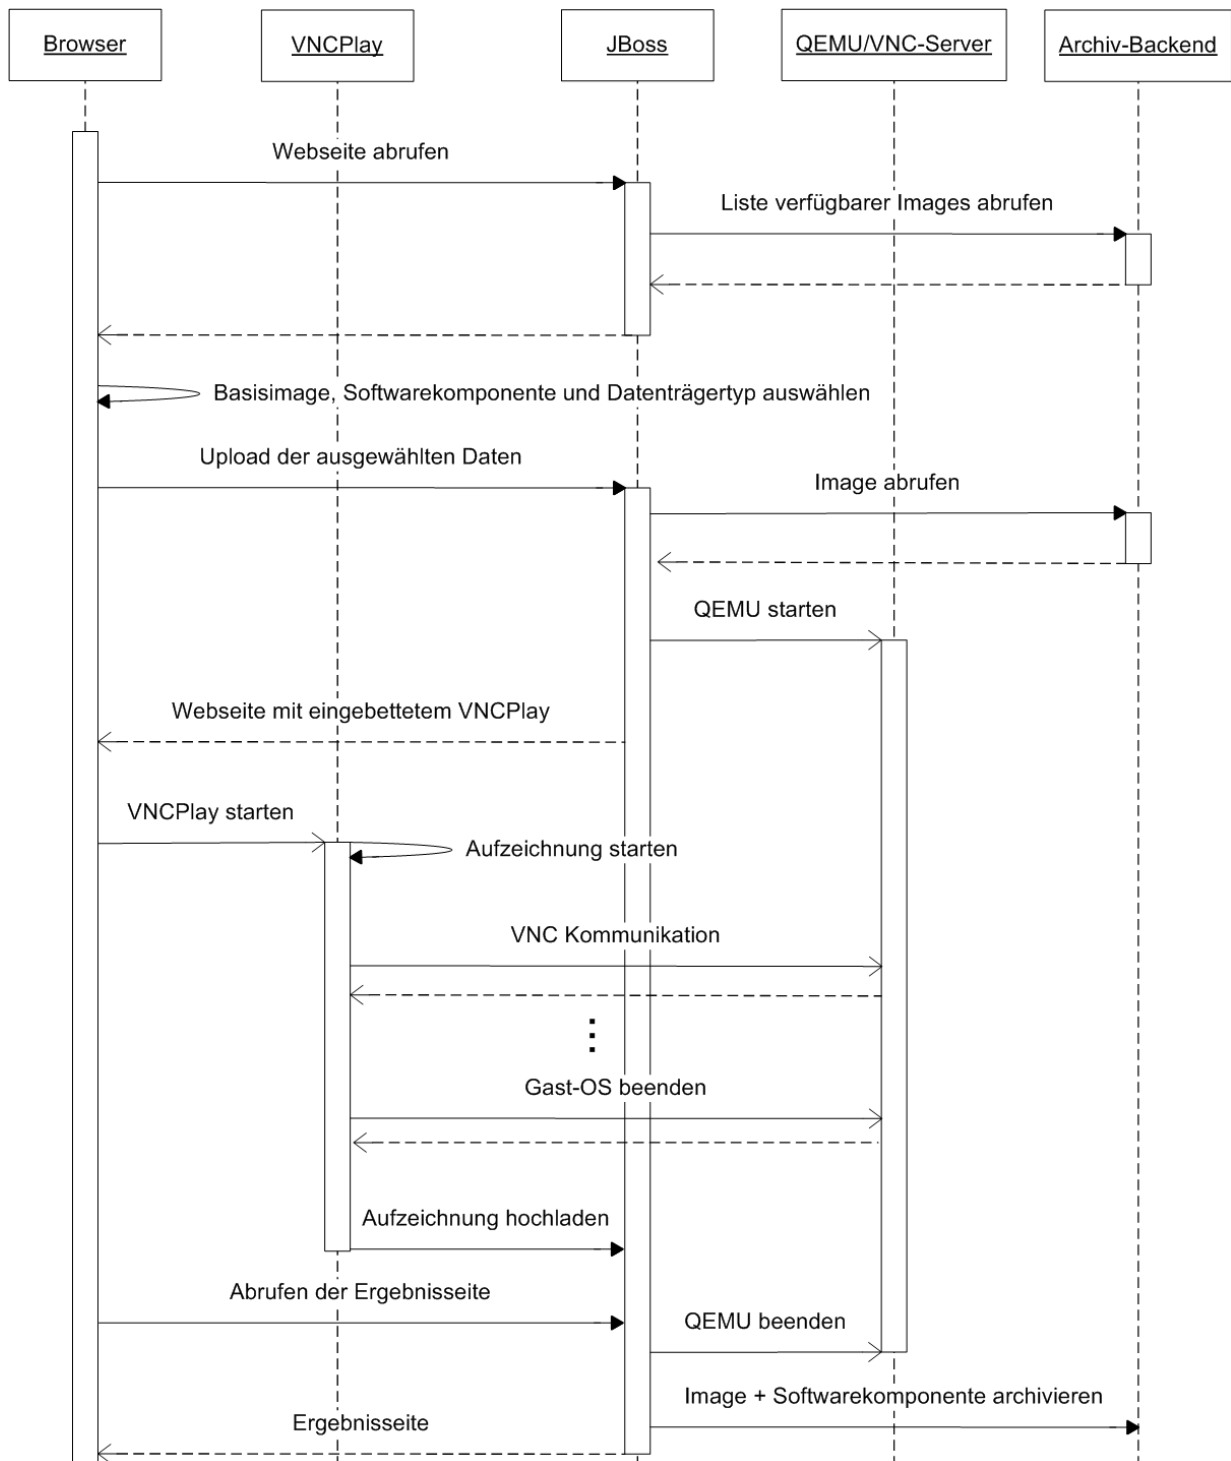 Browser
VNCPlay
JBoss
QEMU/VNC-Server
Archiv-Backend
Webseite abrufen
Liste verfügbarer Images abrufen
Basisimage, Softwarekomponente und Datenträgertyp auswählen
Upload der ausgewählten Daten
Image abrufen
QEMU starten
Webseite mit eingebettetem VNCPlay
VNCPlay starten
Aufzeichnung starten
VNC Kommunikation
Gast-OS beenden
Aufzeichnung hochladen
Abrufen der Ergebnisseite
QEMU beenden
Image + Softwarekomponente archivieren
Ergebnisseite